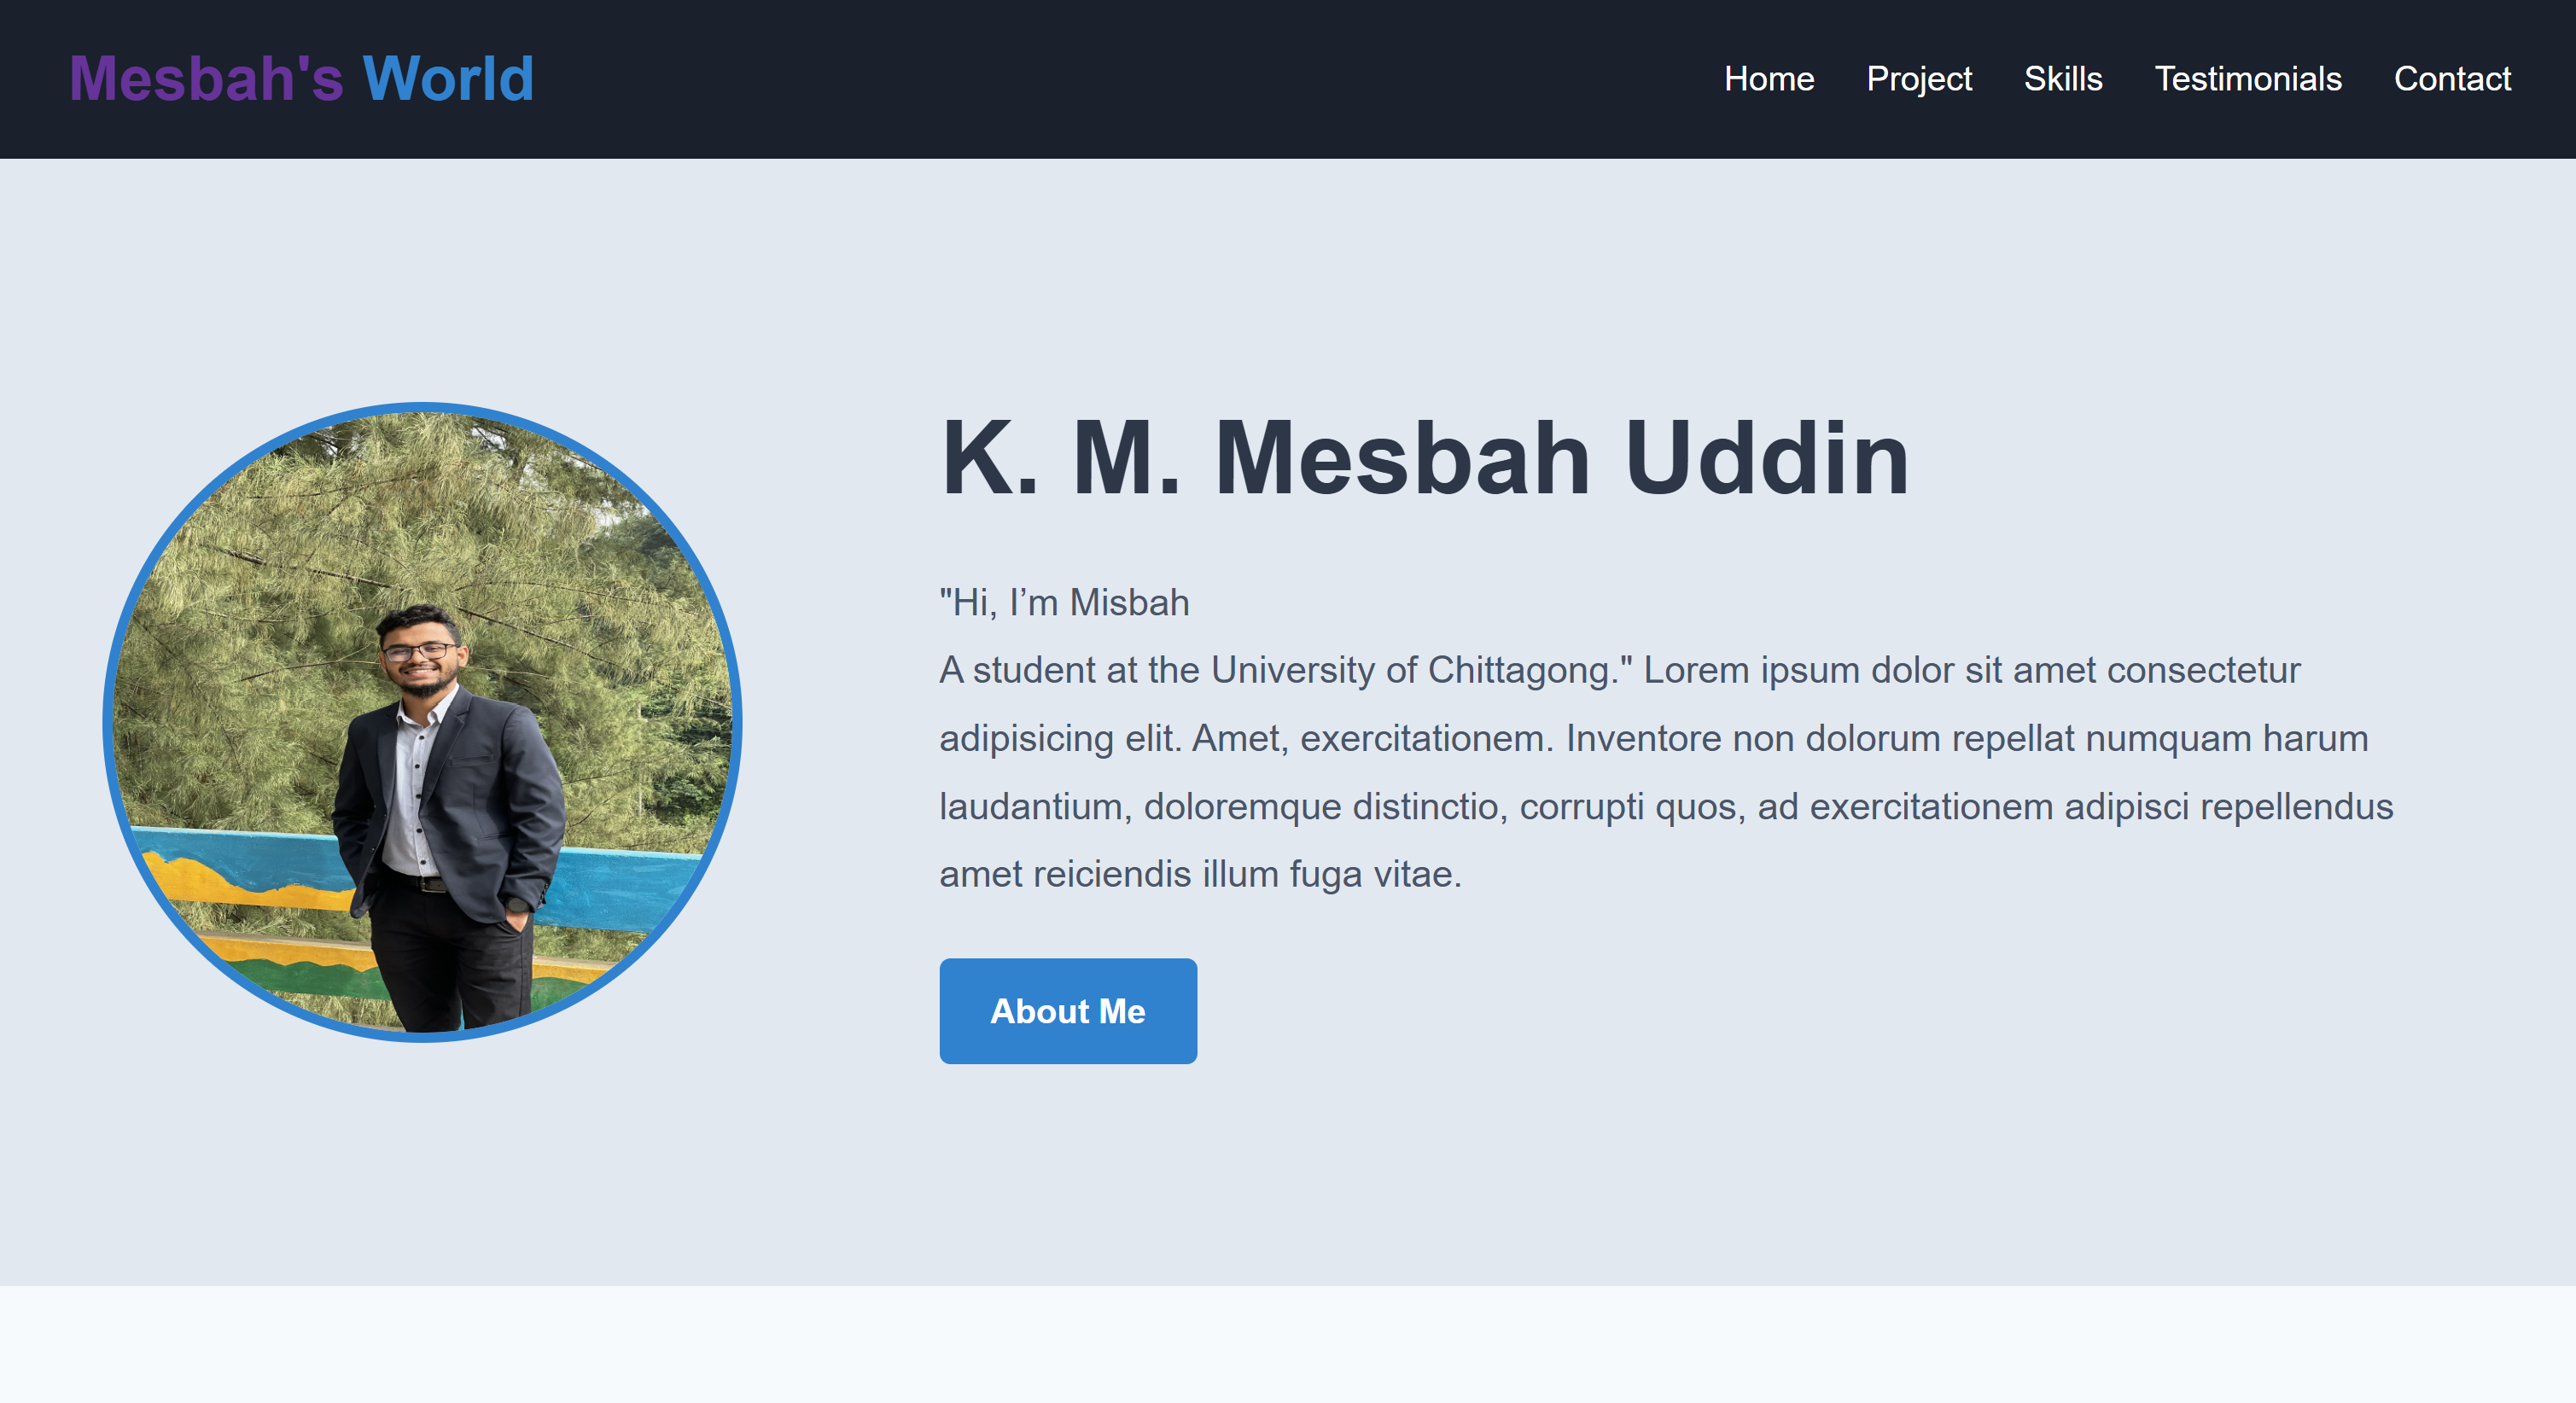 Mesbah's World
Home Project Skills Testimonials Contact
K. M. Mesbah Uddin
"Hi, I’m Misbah
A student at the University of Chittagong." Lorem ipsum dolor sit amet consectetur
adipisicing elit. Amet, exercitationem. Inventore non dolorum repellat numquam harum
laudantium, doloremque distinctio, corrupti quos, ad exercitationem adipisci repellendus
amet reiciendis illum fuga vitae.
About Me